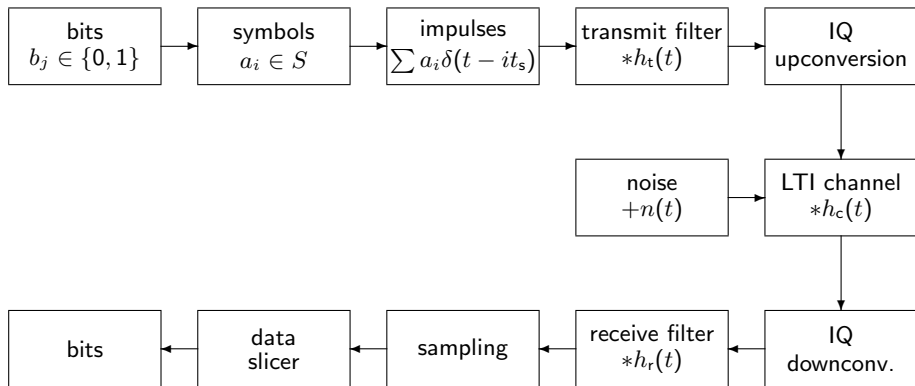 bits
b_j ∈ {0, 1}
symbols
a_i ∈ S
impulses
∑ a_i δ(t − it_s)
transmit filter
∗h_t(t)
IQ
upconversion
noise
+n(t)
LTI channel
∗h_c(t)
bits
data
slicer
sampling
receive filter
∗h_r(t)
IQ
downconv.